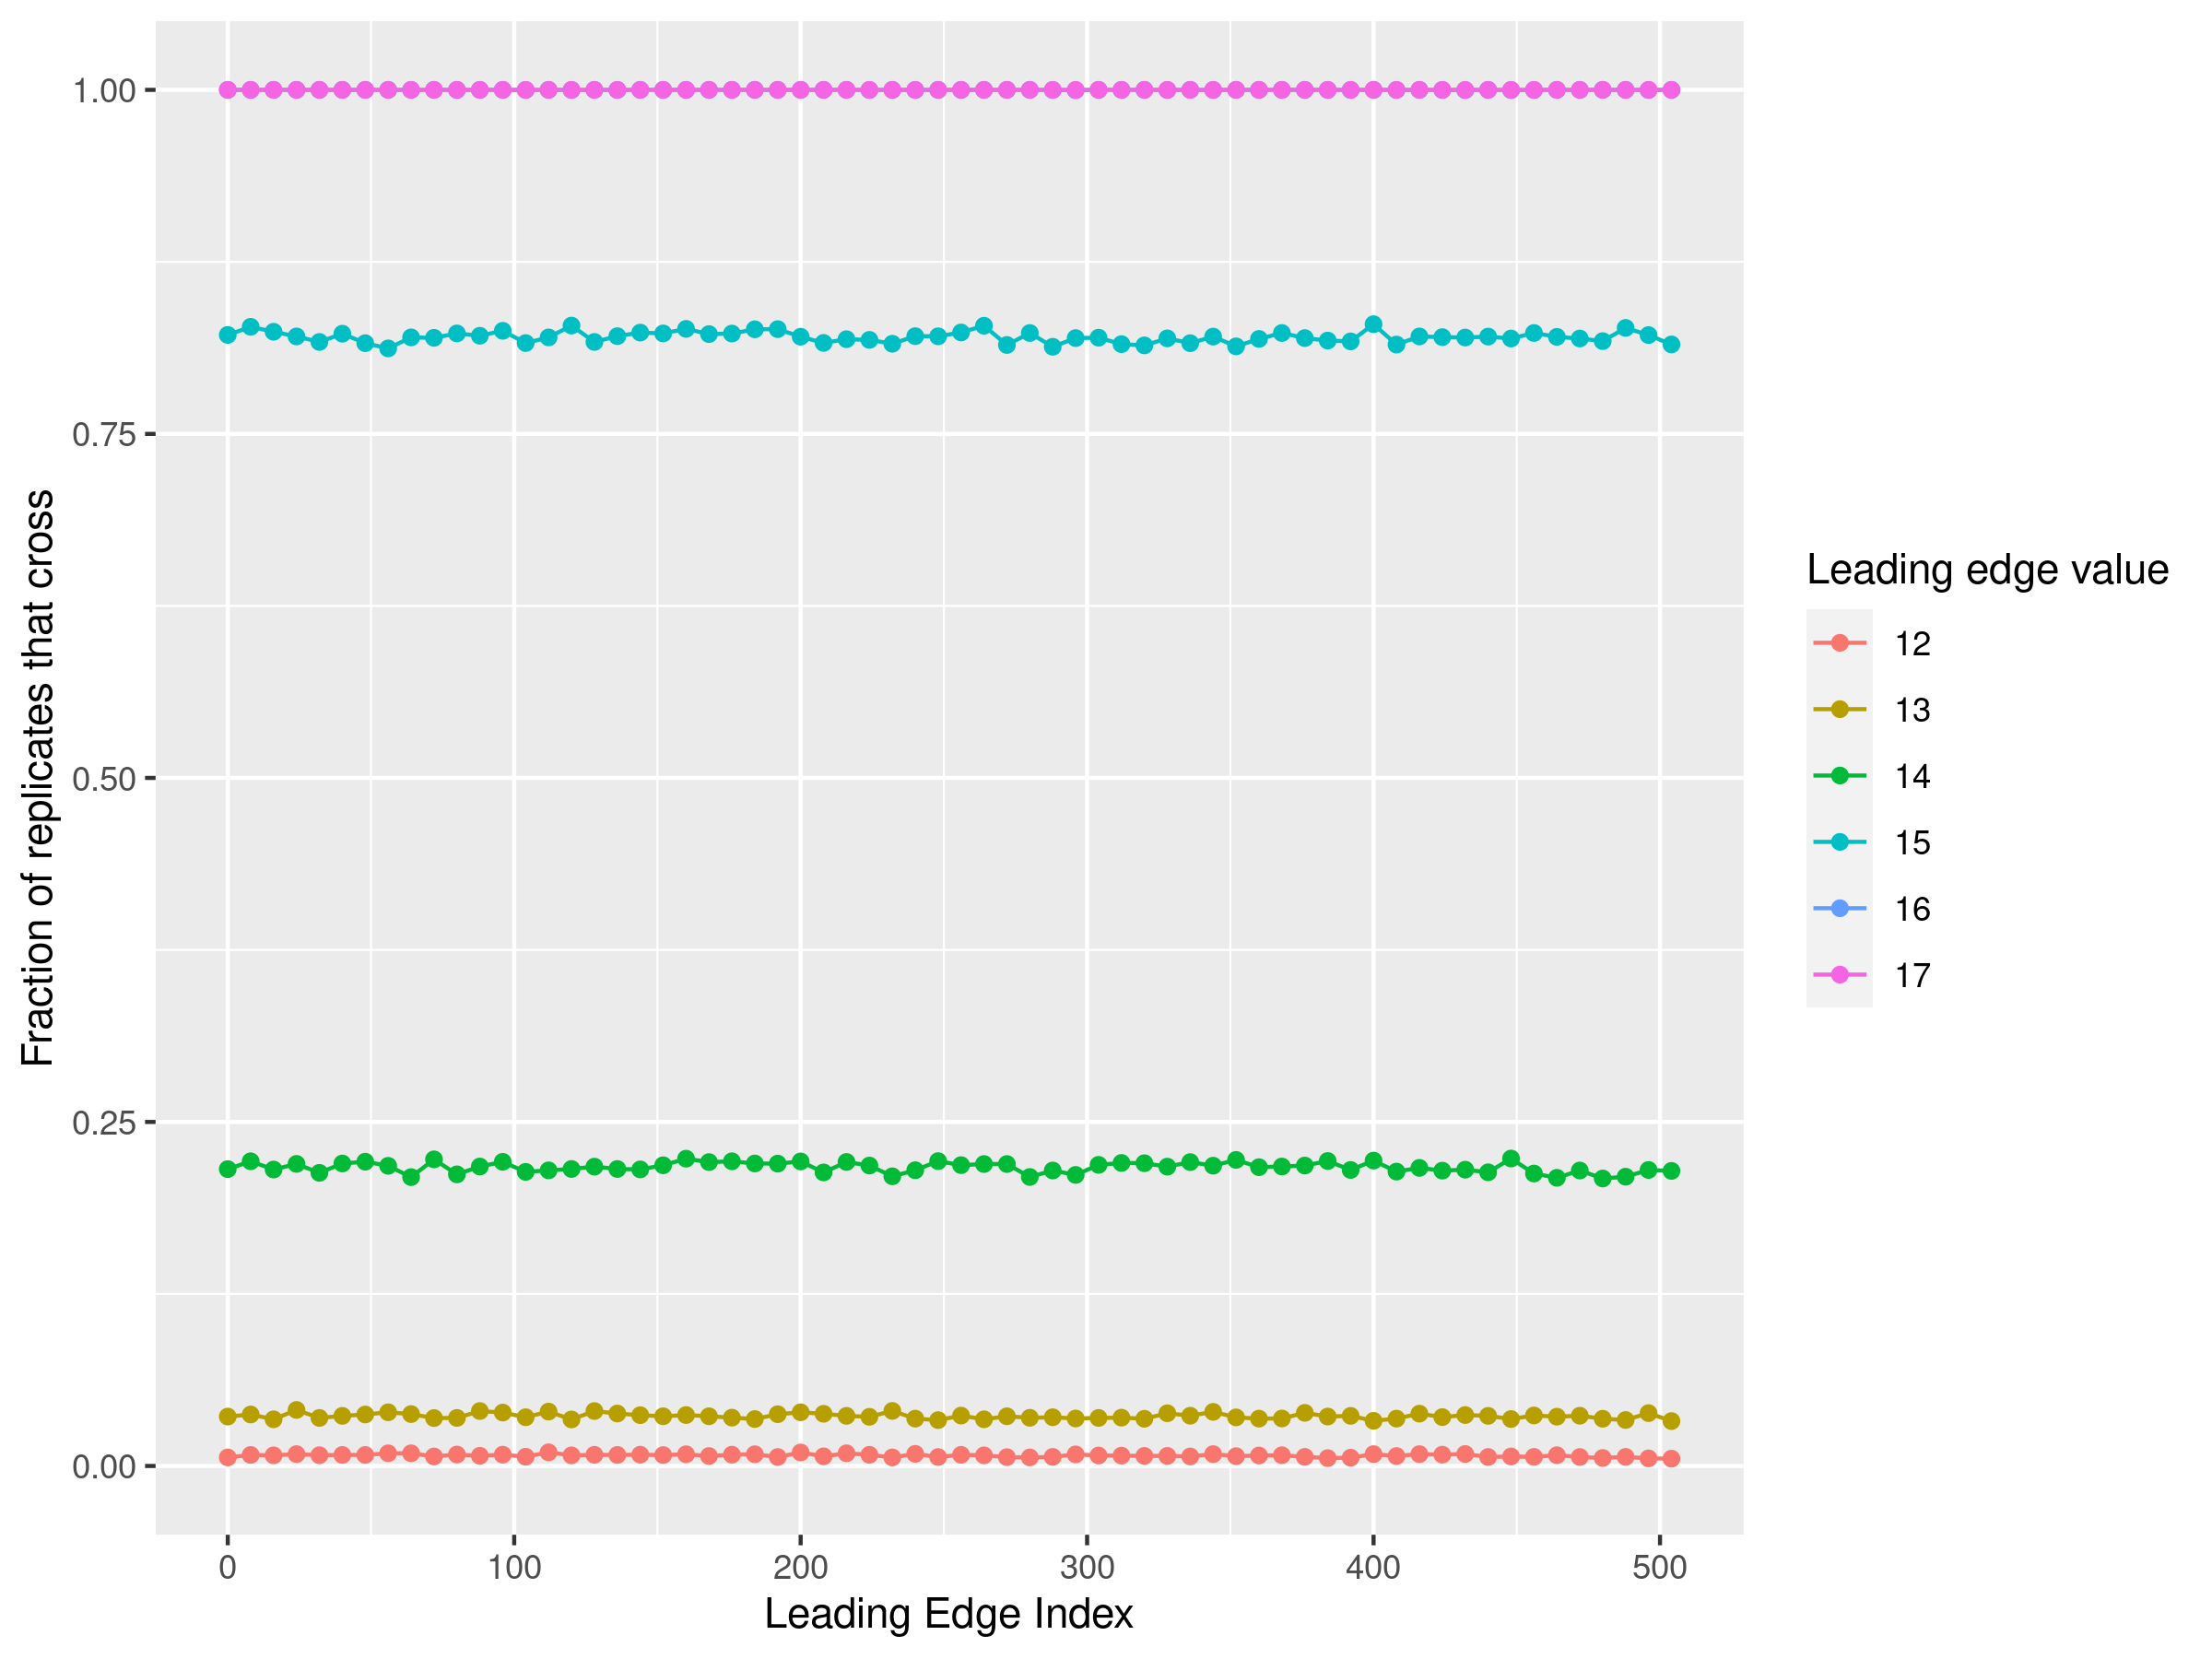 1.00
0.75
0.50
0.25
0.00
Fraction of replicates that cross
0 100 200 300 400 500
Leading Edge Index
Leading edge value
12
13
14
15
16
17